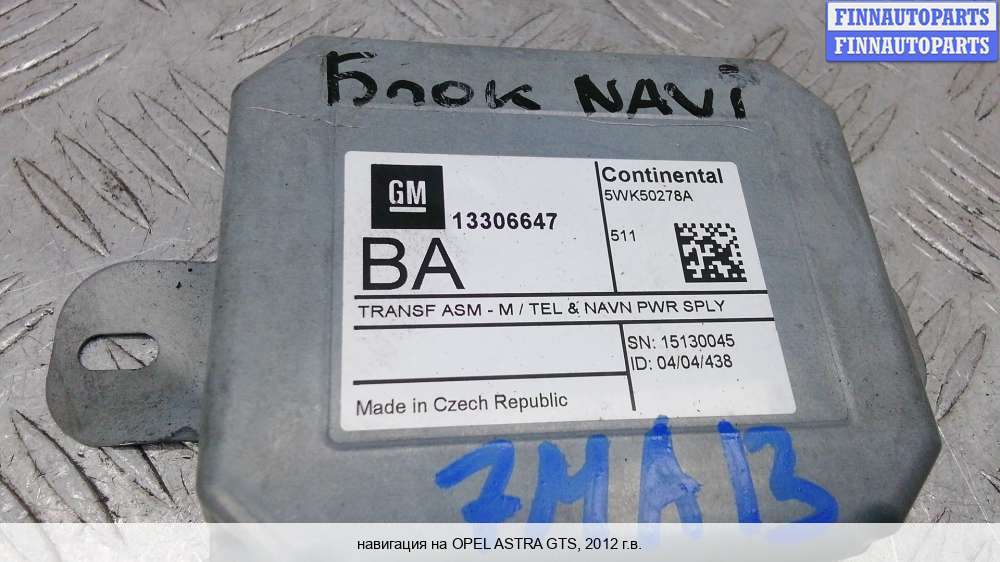 FINNAUTOPARTS
FINNAUTOPARTS
Блок NAVi
GM
13306647
BA
Continental
5WK50278A
511
TRANSF ASM - M / TEL & NAVN PWR SPLY
SN: 15130045
ID: 04/04/438
Made in Czech Republic
7MA13
навигация на OPEL ASTRA GTS, 2012 г.в.